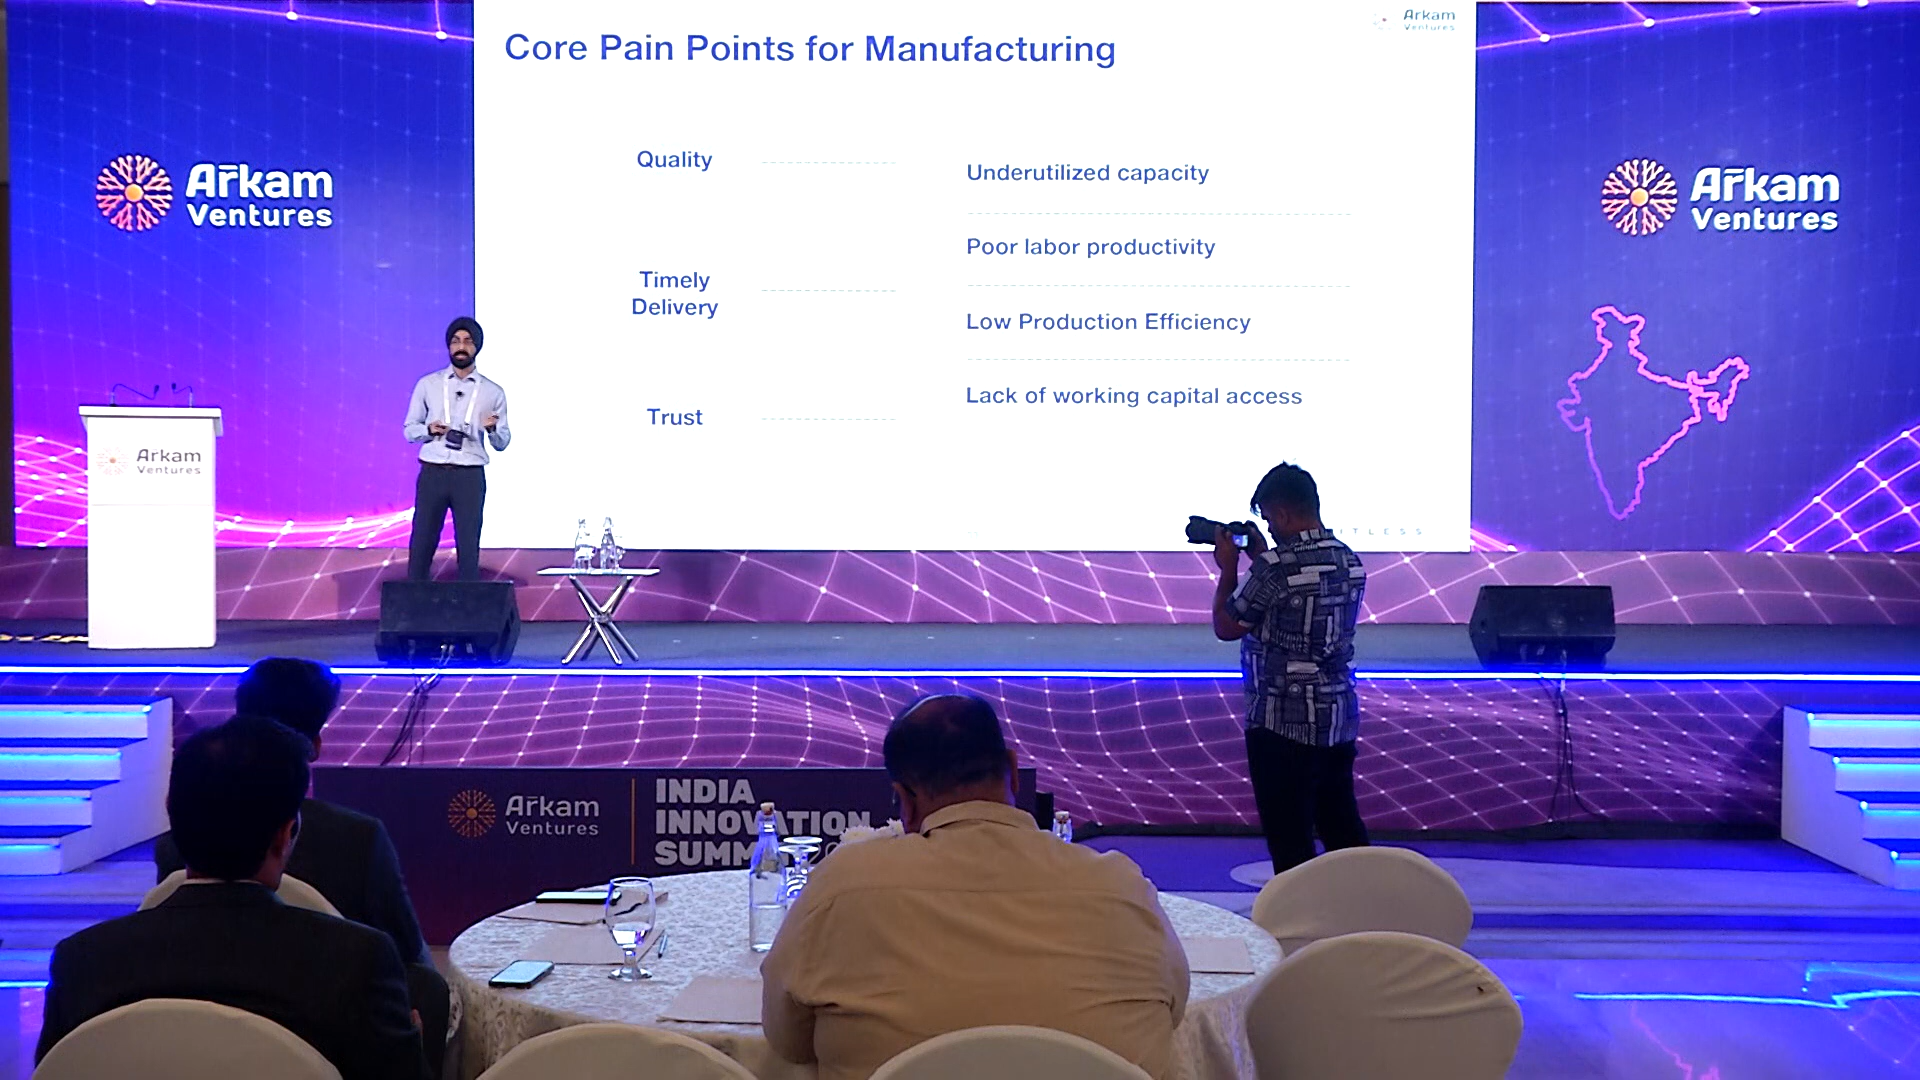 Core Pain Points for Manufacturing
Arkam
Ventures
Quality
Timely
Delivery
Trust
Underutilized capacity
Poor labor productivity
Low Production Efficiency
Lack of working capital access
Arkam
Ventures
Arkam
Ventures
Arkam
Ventures
Arkam
Ventures
INDIA
INNOVATION